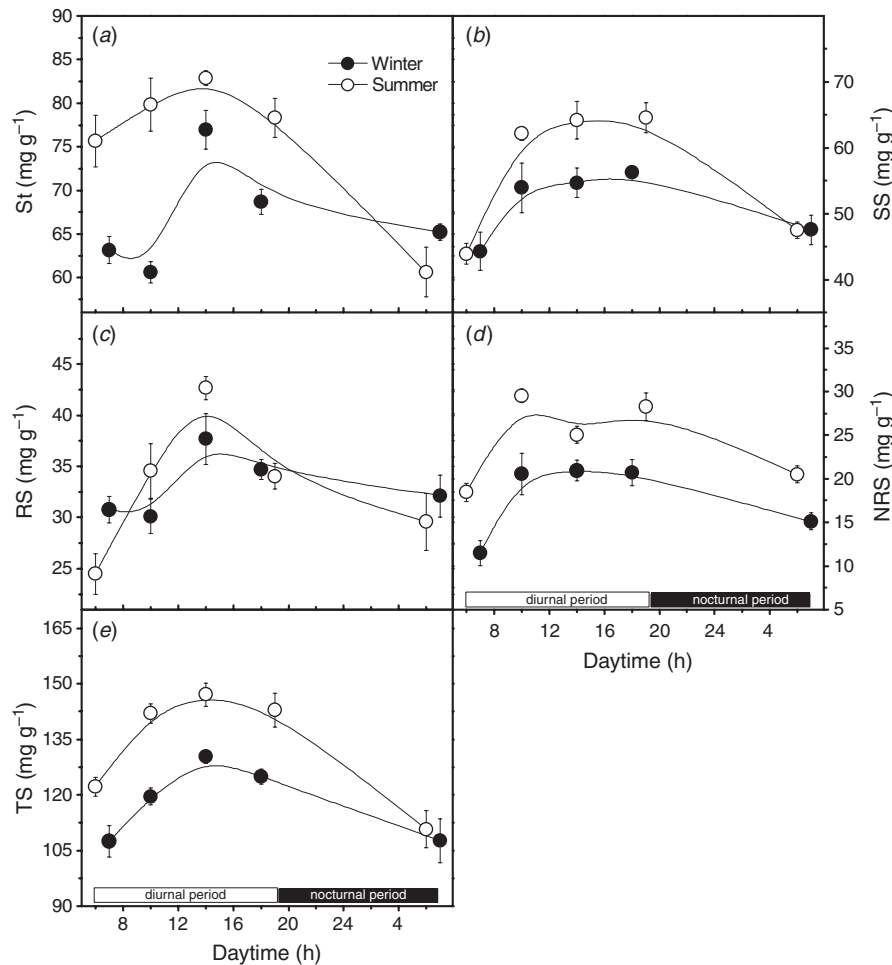 (a)
Winter
Summer
St (mg g⁻¹)
90
85
80
75
70
65
60
(b)
SS (mg g⁻¹)
70
60
50
40
(c)
RS (mg g⁻¹)
45
40
35
30
25
(d)
NRS (mg g⁻¹)
35
30
25
20
15
10
5
diurnal period nocturnal period
8 12 16 20 24 4
Daytime (h)
(e)
TS (mg g⁻¹)
165
150
135
120
105
90
diurnal period nocturnal period
8 12 16 20 24 4
Daytime (h)